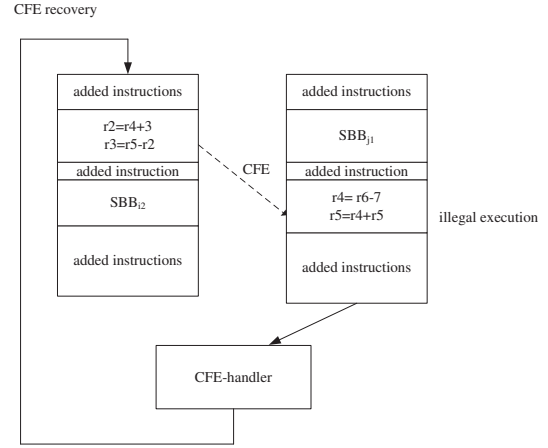 CFE recovery
added instructions
r2=r4+3
r3=r5-r2
added instruction
SBBi2
added instructions
CFE
added instructions
SBBj1
added instruction
r4= r6-7
r5=r4+r5
added instructions
illegal execution
CFE-handler